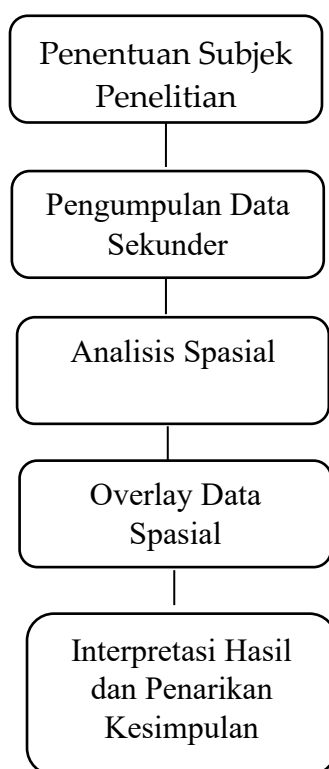 Penentuan Subjek
Penelitian
Pengumpulan Data
Sekunder
Analisis Spasial
Overlay Data
Spasial
Interpretasi Hasil
dan Penarikan
Kesimpulan